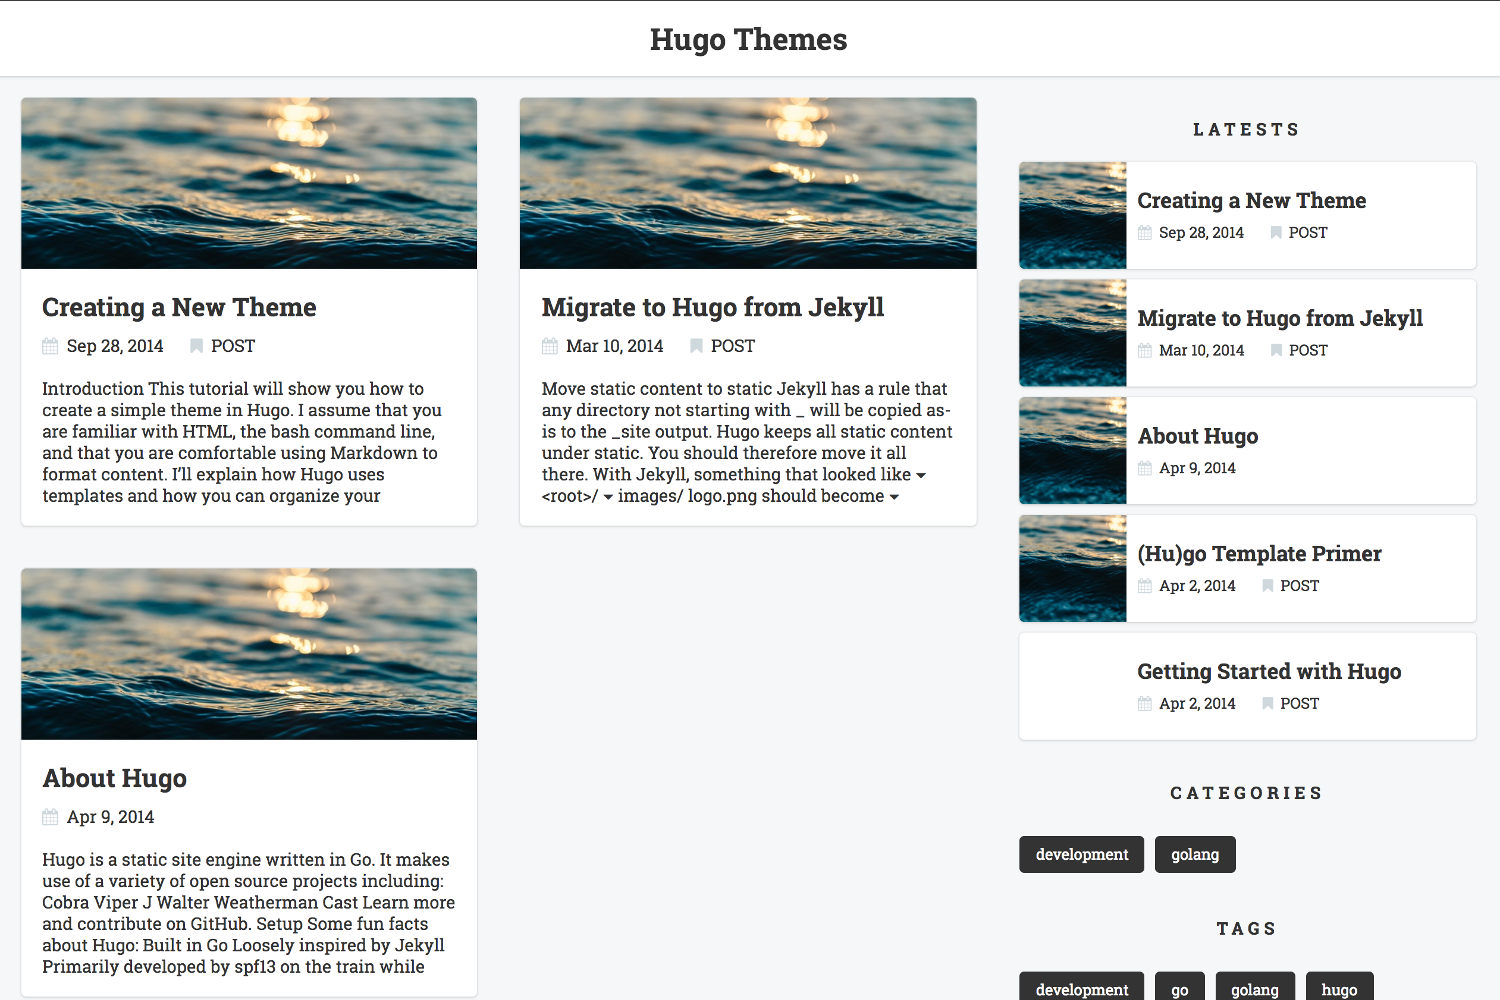 Hugo Themes
Creating a New Theme
Sep 28, 2014 POST
Introduction This tutorial will show you how to
create a simple theme in Hugo. I assume that you
are familiar with HTML, the bash command line,
and that you are comfortable using Markdown to
format content. I’ll explain how Hugo uses
templates and how you can organize your
Migrate to Hugo from Jekyll
Mar 10, 2014 POST
Move static content to static Jekyll has a rule that
any directory not starting with _ will be copied as-
is to the _site output. Hugo keeps all static content
under static. You should therefore move it all
there. With Jekyll, something that looked like ▾
<root>/ ▾ images/ logo.png should become ▾
About Hugo
Apr 9, 2014
Hugo is a static site engine written in Go. It makes
use of a variety of open source projects including:
Cobra Viper J Walter Weatherman Cast Learn more
and contribute on GitHub. Setup Some fun facts
about Hugo: Built in Go Loosely inspired by Jekyll
Primarily developed by spf13 on the train while
LATESTS
Creating a New Theme
Sep 28, 2014 POST
Migrate to Hugo from Jekyll
Mar 10, 2014 POST
About Hugo
Apr 9, 2014
(Hu)go Template Primer
Apr 2, 2014 POST
Getting Started with Hugo
Apr 2, 2014 POST
CATEGORIES
development golang
TAGS
development go golang hugo